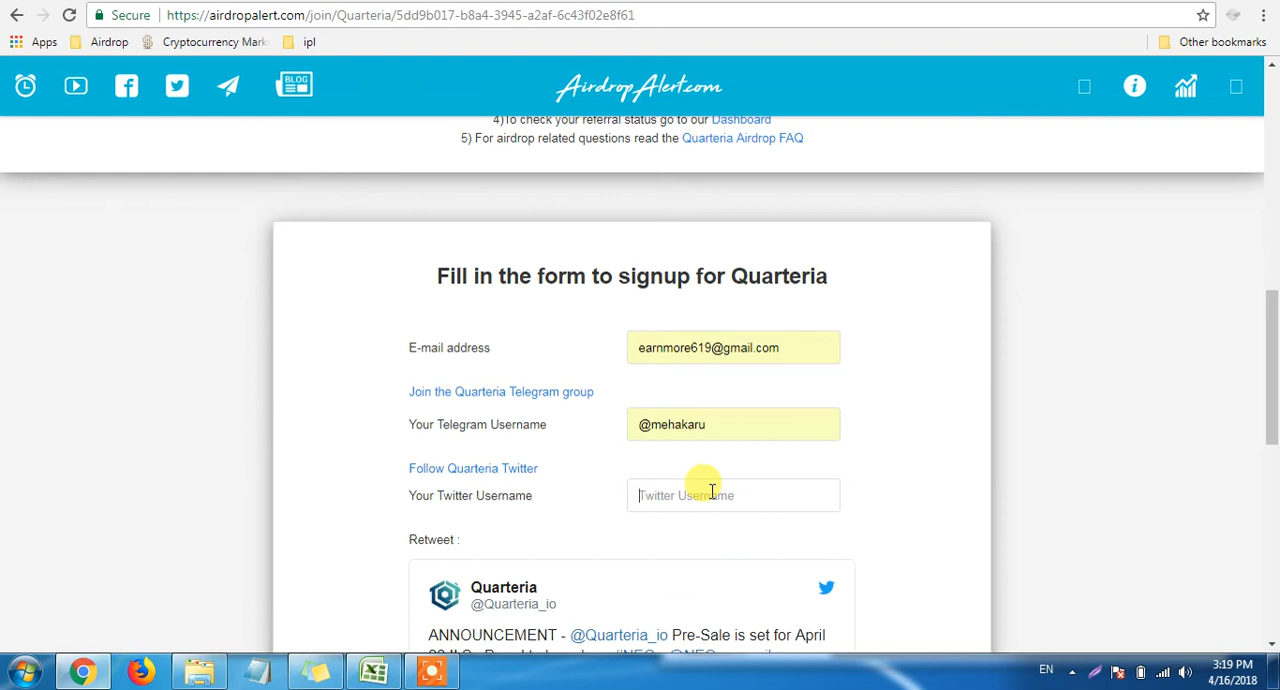 Secure https://airdropalert.com/join/Quarteria/5dd9b017-b8a4-3945-a2af-6c43f02e8f61
Apps Airdrop Cryptocurrency Mark ipl Other bookmarks
BLOG AirdropAlert.com
4)To check your referral status go to our Dashboard
5) For airdrop related questions read the Quarteria Airdrop FAQ
Fill in the form to signup for Quarteria
E-mail address earnmore619@gmail.com
Join the Quarteria Telegram group
Your Telegram Username @mehakaru
Follow Quarteria Twitter
Your Twitter Username Twitter Username
Retweet :
Quarteria
@Quarteria_io
ANNOUNCEMENT - @Quarteria_io Pre-Sale is set for April
EN 3:19 PM
4/16/2018